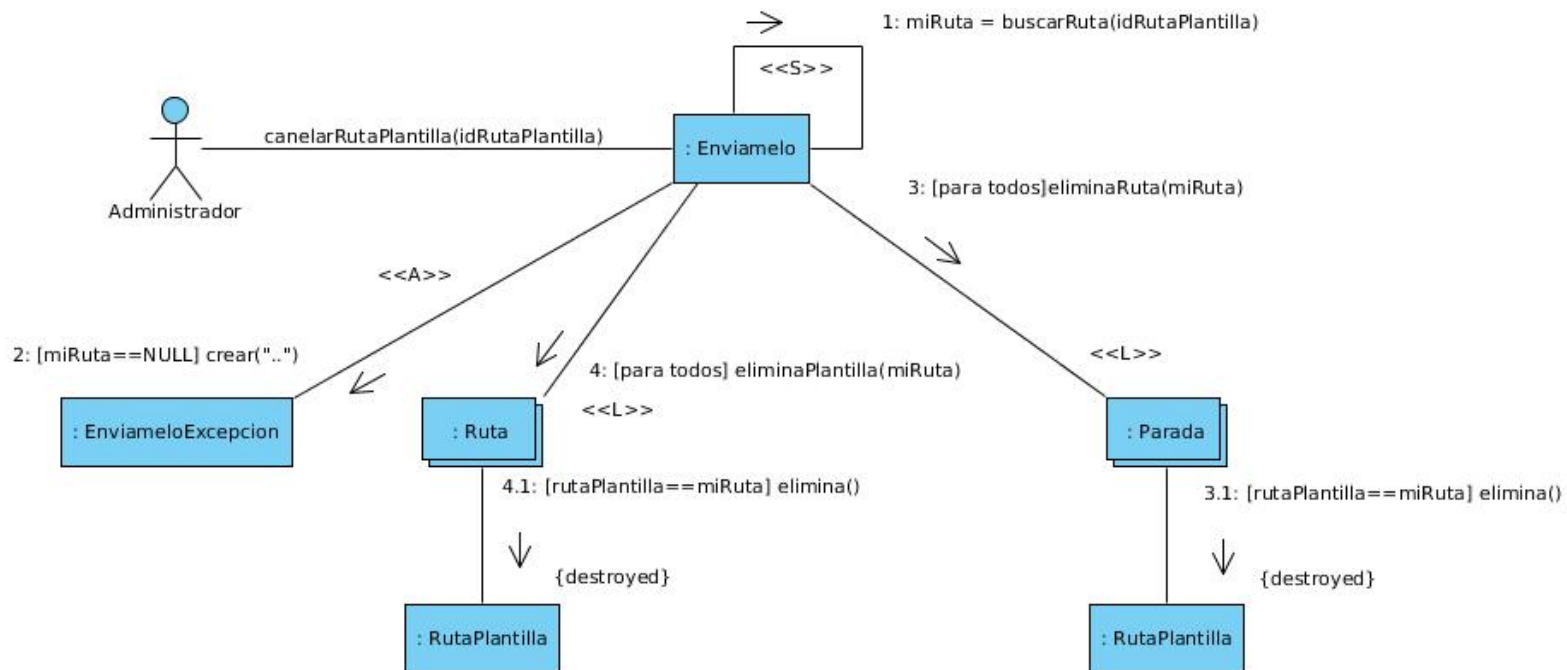 1: miRuta = buscarRuta(idRutaPlantilla)
<<S>>
canelarRutaPlantilla(idRutaPlantilla)
: Enviamelo
Administrador
3: [para todos]eliminaRuta(miRuta)
<<A>>
2: [miRuta==NULL] crear("..")
4: [para todos] eliminaPlantilla(miRuta)
<<L>>
<<L>>
: EnviameloExcepcion
: Ruta
: Parada
4.1: [rutaPlantilla==miRuta] elimina()
3.1: [rutaPlantilla==miRuta] elimina()
{destroyed}
{destroyed}
: RutaPlantilla
: RutaPlantilla